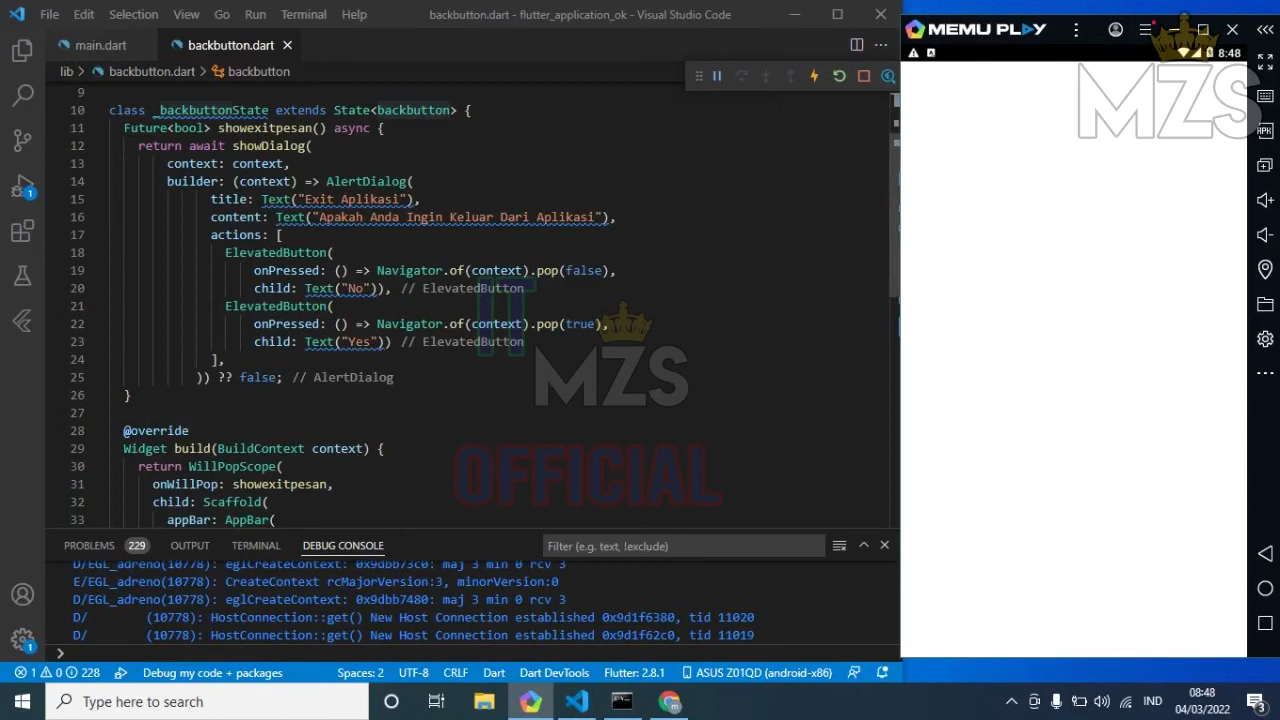 File Edit View Go Run Terminal Help backbutton.dart - flutter_application_ok - Visual Studio Code
MEMU PLAY
main.dart backbutton.dart
8:48
lib > backbutton.dart > backbutton
MZS
9
10 class _backbuttonState extends State<backbutton> {
11 Future<bool> showexitpesan() async {
12 return await showDialog(
13 context: context,
14 builder: (context) => AlertDialog(
15 title: Text("Exit Aplikasi"),
16 content: Text("Apakah Anda Ingin Keluar Dari Aplikasi"),
17 actions: [
18 ElevatedButton(
19 onPressed: () => Navigator.of(context).pop(false),
20 child: Text("No")), // ElevatedButton
21 ElevatedButton(
22 onPressed: () => Navigator.of(context).pop(true),
23 child: Text("Yes")) // ElevatedButton
24 ],
25 )) ?? false; // AlertDialog
26 }
27
28 @override
29 Widget build(BuildContext context) {
30 return WillPopScope(
31 onWillPop: showexitpesan,
32 child: Scaffold(
33 appBar: AppBar(
IT
MZS
OFFICIAL
APK
PROBLEMS 229 OUTPUT TERMINAL DEBUG CONSOLE Filter (e.g. text, !exclude)
D/EGL_adreno(10778): eglCreateContext: 0x9dbb73c0: maj 3 min 0 rcv 3
E/EGL_adreno(10778): CreateContext rcMajorVersion:3, minorVersion:0
D/EGL_adreno(10778): eglCreateContext: 0x9dbb7480: maj 3 min 0 rcv 3
D/ (10778): HostConnection::get() New Host Connection established 0x9d1f6380, tid 11020
D/ (10778): HostConnection::get() New Host Connection established 0x9d1f62c0, tid 11019
>
1 0 228 Debug my code + packages Spaces: 2 UTF-8 CRLF Dart Dart DevTools Flutter: 2.8.1 ASUS Z01QD (android-x86)
Type here to search
IND
08:48
04/03/2022
3